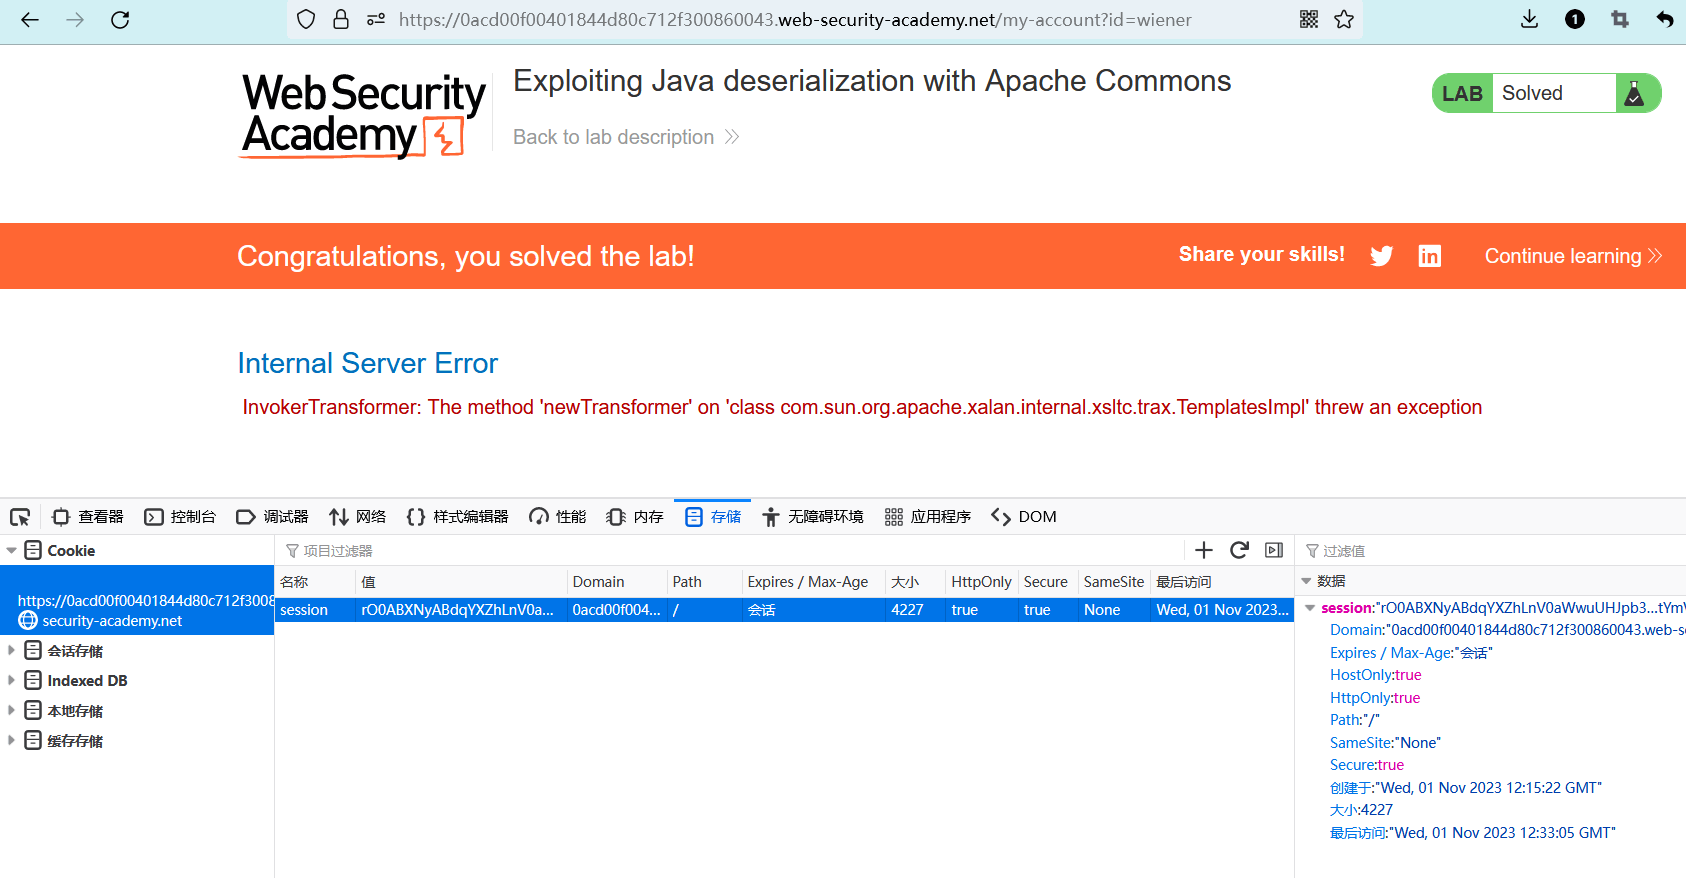 https://0acd00f00401844d80c712f300860043.web-security-academy.net/my-account?id=wiener
1
Web Security
Academy
Exploiting Java deserialization with Apache Commons
Back to lab description
LAB Solved
Congratulations, you solved the lab!
Share your skills!
in
Continue learning
Internal Server Error
InvokerTransformer: The method 'newTransformer' on 'class com.sun.org.apache.xalan.internal.xsltc.trax.TemplatesImpl' threw an exception
查看器 控制台 调试器 网络 样式编辑器 性能 内存 存储 无障碍环境 应用程序 DOM
Cookie
https://0acd00f00401844d80c712f3008
security-academy.net
会话存储
Indexed DB
本地存储
缓存存储
项目过滤器
名称 值 Domain Path Expires / Max-Age 大小 HttpOnly Secure SameSite 最后访问
session rO0ABXNyABdqYXZhLnV0a... 0acd00f004... / 会话 4227 true true None Wed, 01 Nov 2023...
过滤值
数据
session:"rO0ABXNyABdqYXZhLnV0aWwuUHJpb3...tYmV
Domain:"0acd00f00401844d80c712f300860043.web-se
Expires / Max-Age:"会话"
HostOnly:true
HttpOnly:true
Path:"/"
SameSite:"None"
Secure:true
创建于:"Wed, 01 Nov 2023 12:15:22 GMT"
大小:4227
最后访问:"Wed, 01 Nov 2023 12:33:05 GMT"